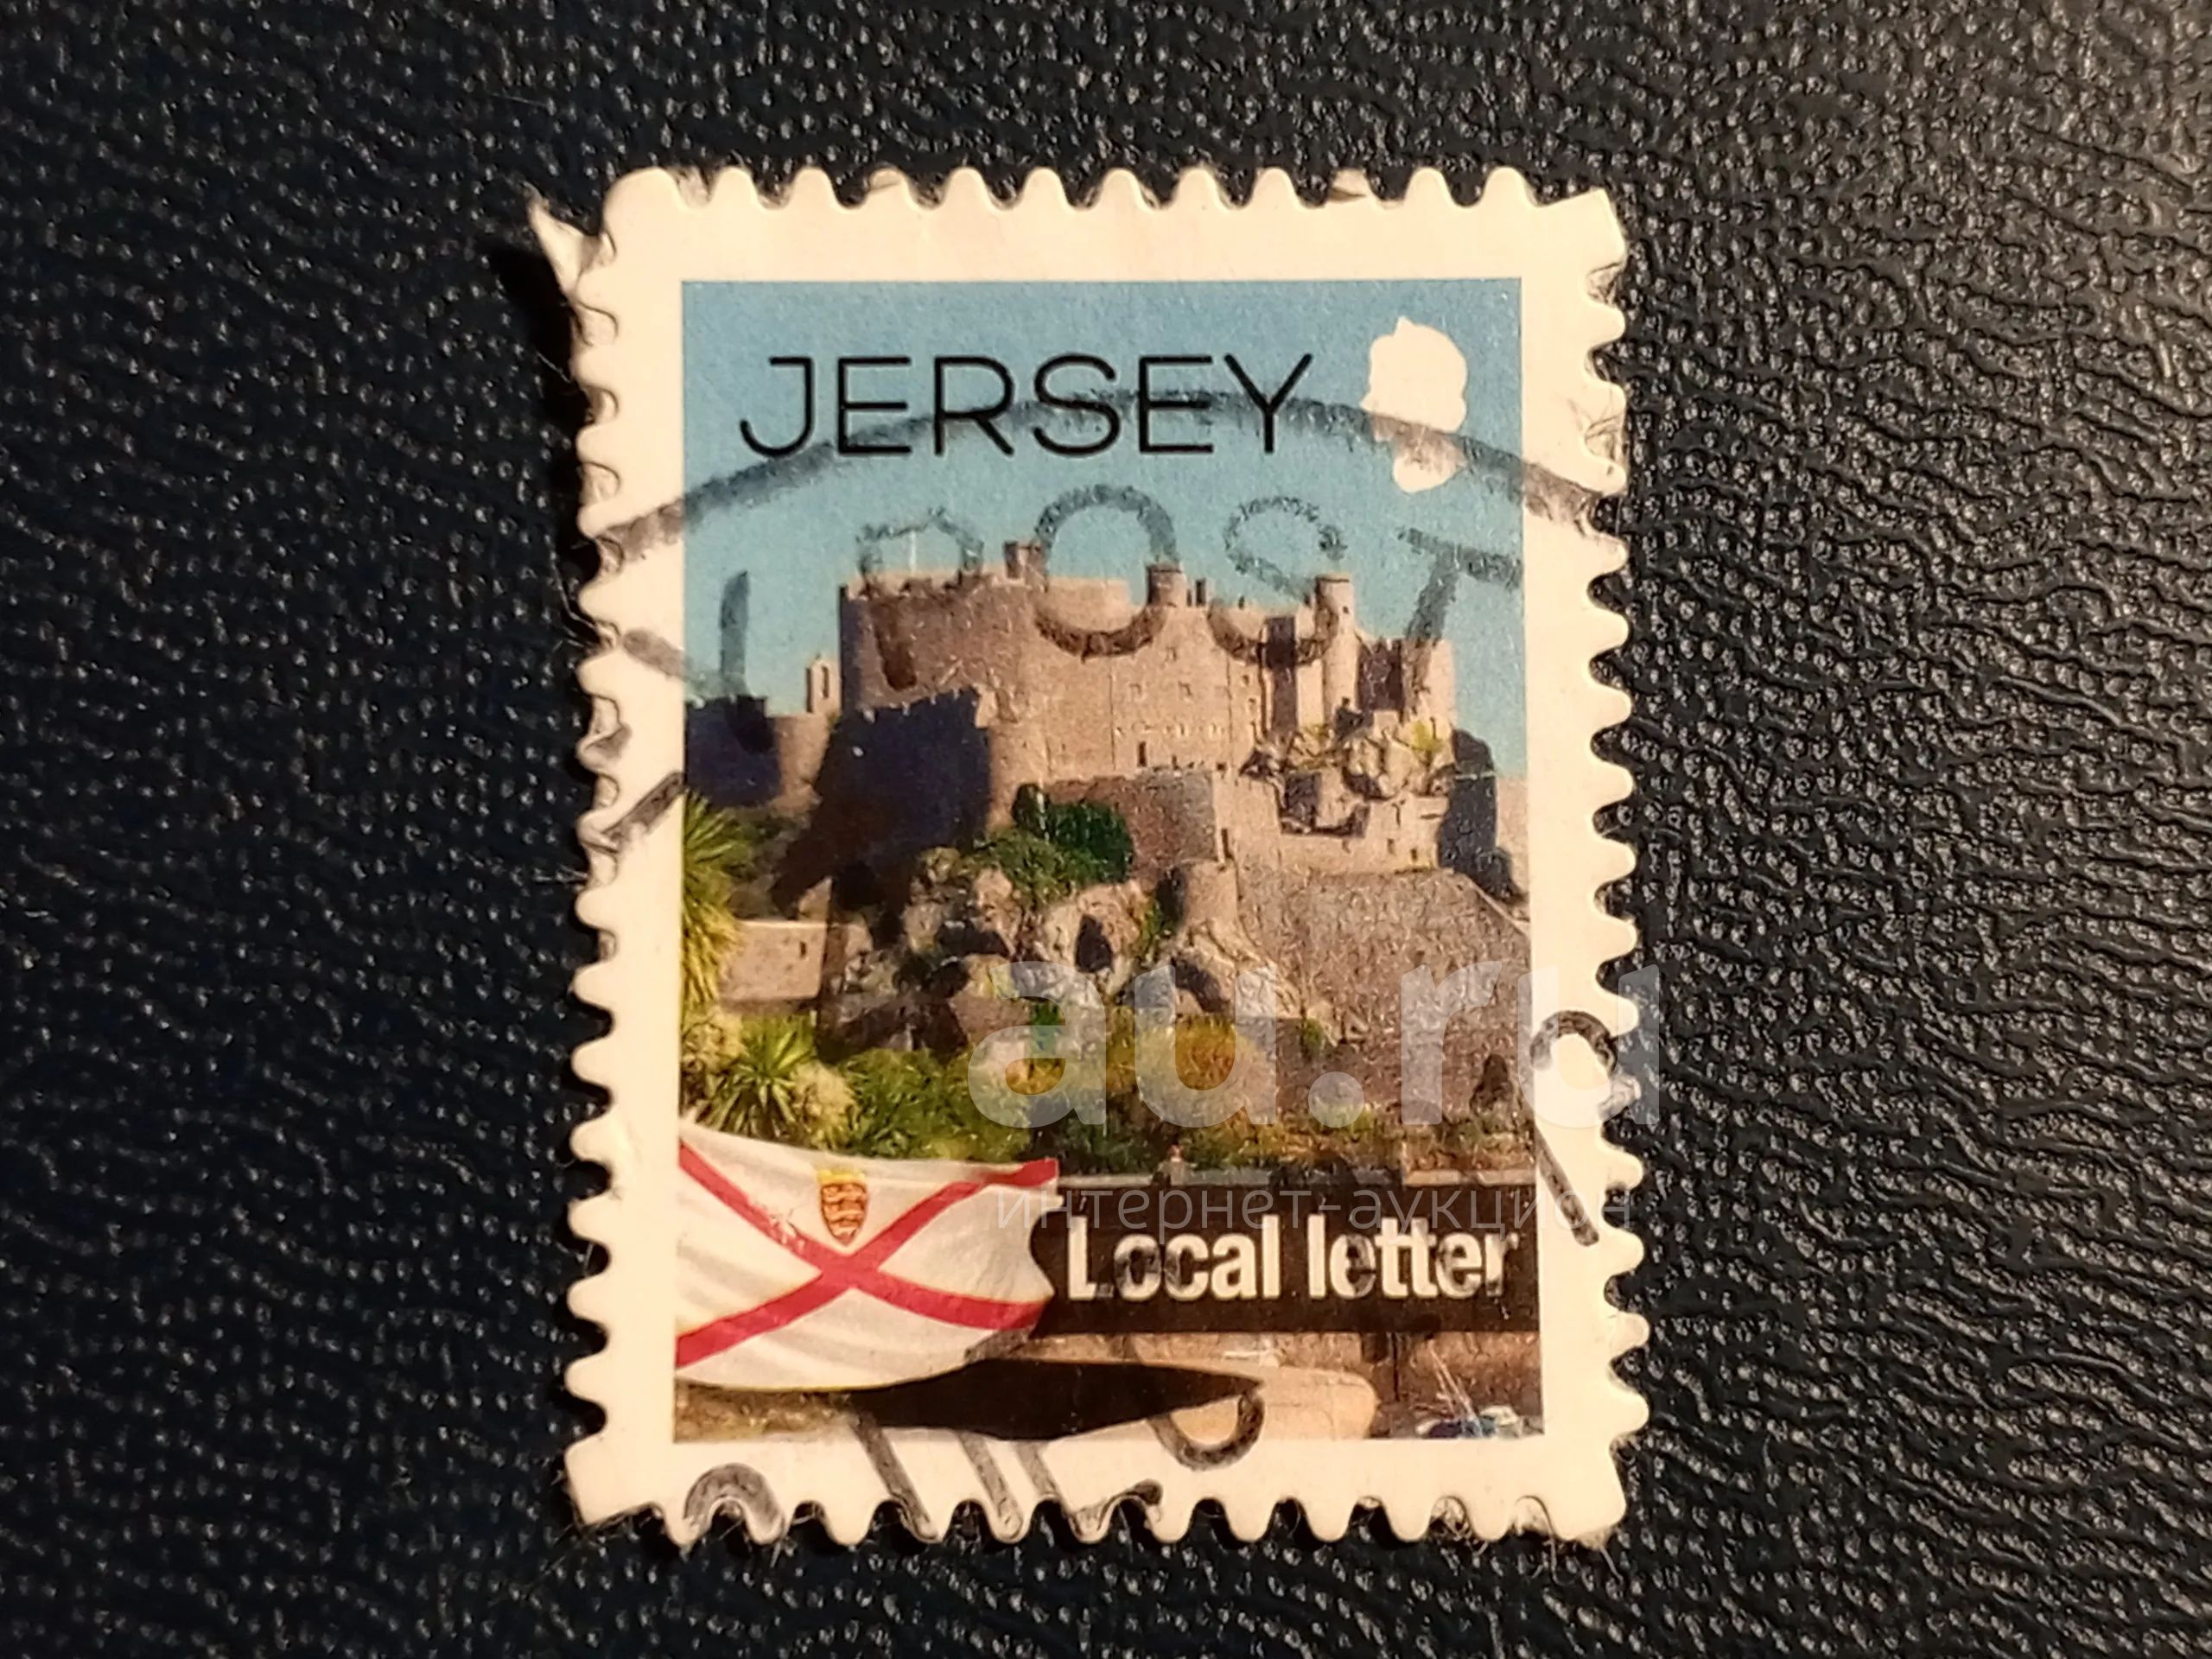 JERSEY
POST
au.ru
интернет-аукцион
Local letter